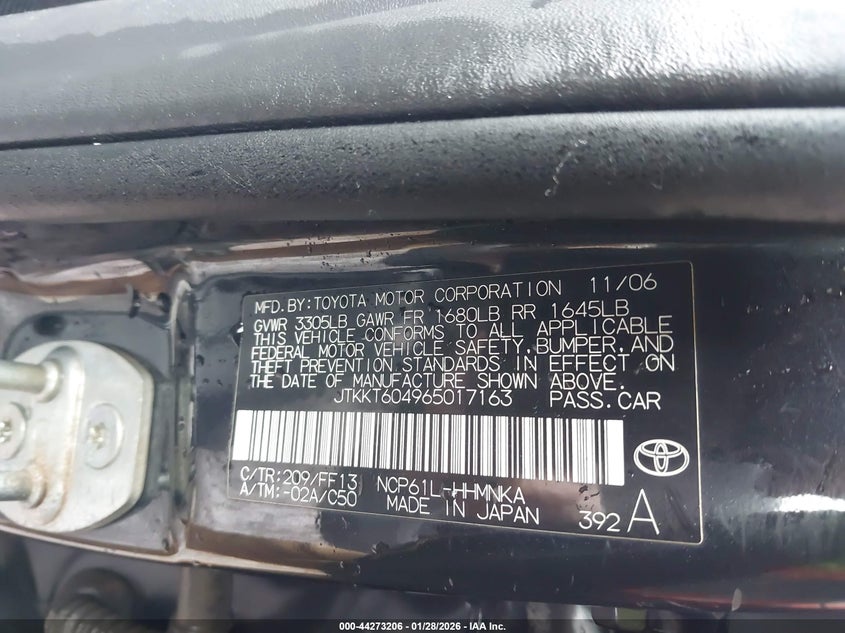 MFD. BY: TOYOTA MOTOR CORPORATION 11/06
GVWR 3305LB GAWR FR 1680LB RR 1645LB
THIS VEHICLE CONFORMS TO ALL APPLICABLE
FEDERAL MOTOR VEHICLE SAFETY, BUMPER, AND
THEFT PREVENTION STANDARDS IN EFFECT ON
THE DATE OF MANUFACTURE SHOWN ABOVE.
JTKKT604965017163 PASS. CAR
C/TR: 209/FF13 NCP61L-HHMNKA
A/TM: -02A/C50 MADE IN JAPAN 392 A
000-44273206 - 01/28/2026 - IAA Inc.